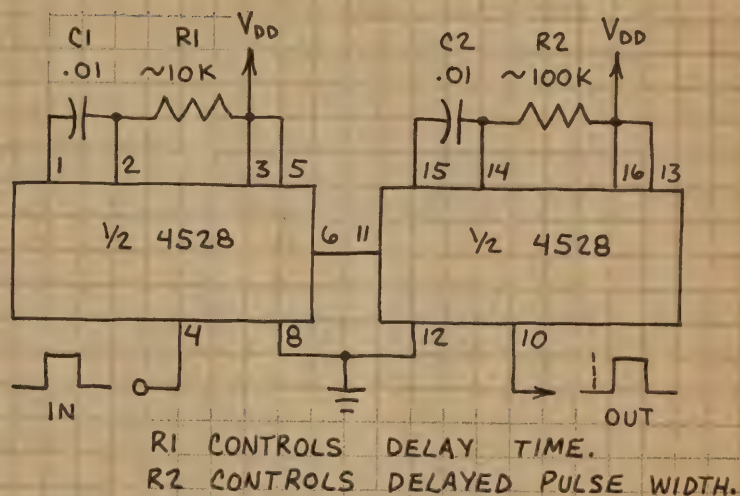 C1 R1 VDD
.01 ~10K
1 2 3 5
½ 4528
6
4 8
IN
C2 R2 VDD
.01 ~100K
15 14 16 13
11
½ 4528
12 10
OUT
R1 CONTROLS DELAY TIME.
R2 CONTROLS DELAYED PULSE WIDTH.